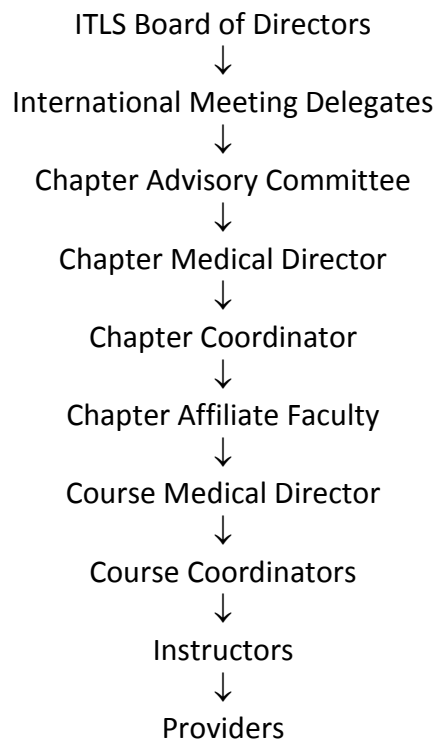 ITLS Board of Directors
↓
International Meeting Delegates
↓
Chapter Advisory Committee
↓
Chapter Medical Director
↓
Chapter Coordinator
↓
Chapter Affiliate Faculty
↓
Course Medical Director
↓
Course Coordinators
↓
Instructors
↓
Providers